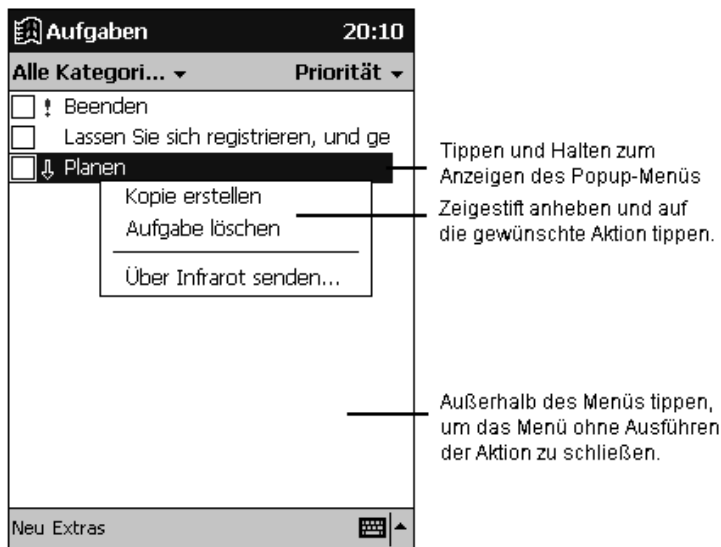 Aufgaben 20:10
Alle Kategori... Priorität
Beenden
Lassen Sie sich registrieren, und ge
Planen
Kopie erstellen
Aufgabe löschen
Über Infrarot senden...
Neu Extras
Tippen und Halten zum
Anzeigen des Popup-Menüs
Zeigestift anheben und auf
die gewünschte Aktion tippen.
Außerhalb des Menüs tippen,
um das Menü ohne Ausführen
der Aktion zu schließen.